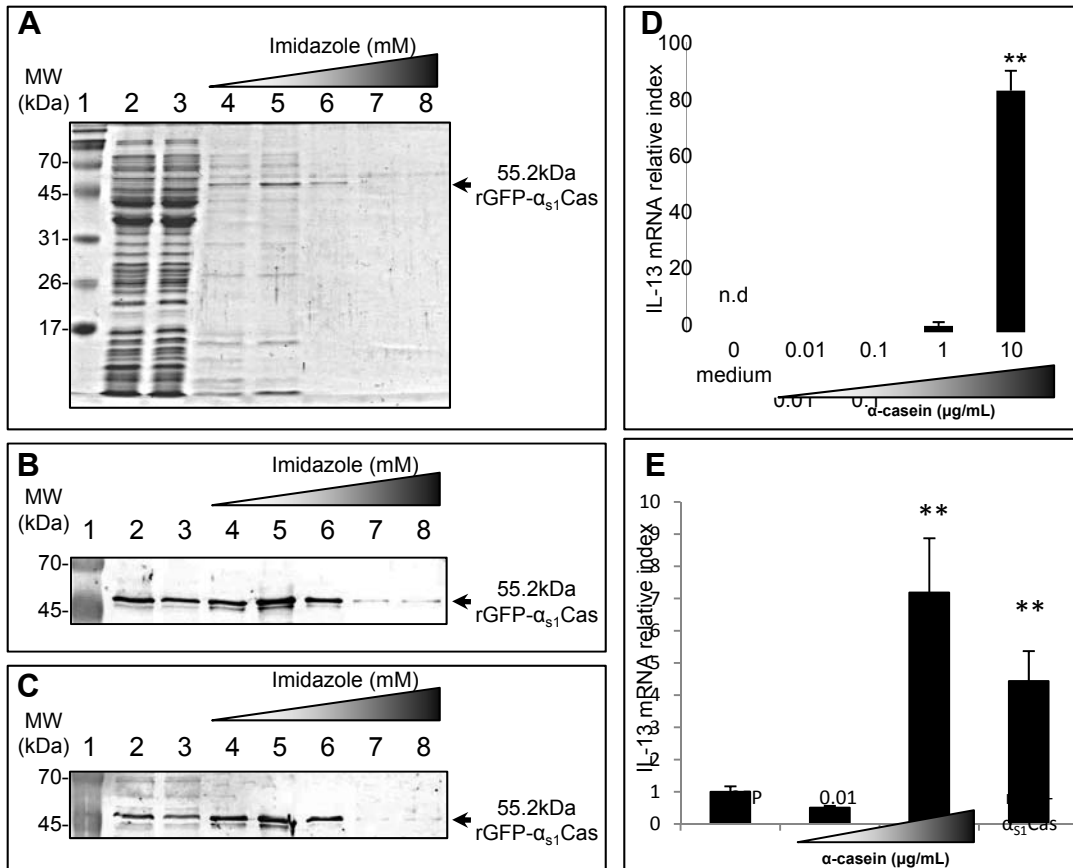 A
Imidazole (mM)
MW
(kDa)
1 2 3 4 5 6 7 8
70-
45-
31-
26-
17-
55.2kDa
rGFP-αs1Cas
B
Imidazole (mM)
MW
(kDa)
1 2 3 4 5 6 7 8
70-
45-
55.2kDa
rGFP-αs1Cas
C
Imidazole (mM)
MW
(kDa)
1 2 3 4 5 6 7 8
70-
45-
55.2kDa
rGFP-αs1Cas
D
IL-13 mRNA relative index
100
80
60
40
20
0
n.d
**
0 0.01 0.1 1 10
medium
0.01 0.1
α-casein (µg/mL)
E
IL-13 mRNA relative index
10
9
8
7
6
5
4
3
2
1
0
**
**
0.01
αS1Cas
α-casein (µg/mL)